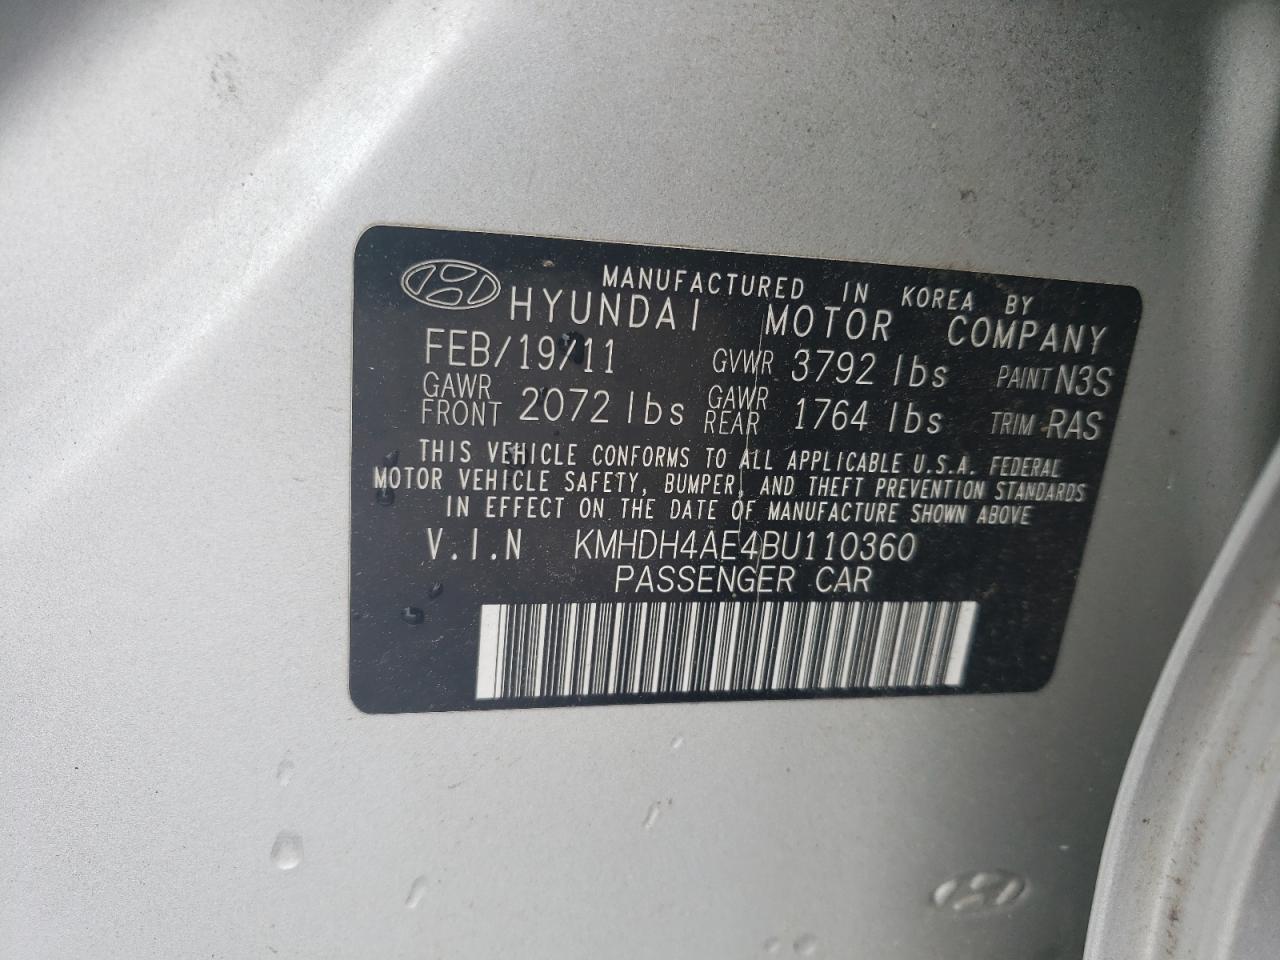 MANUFACTURED IN KOREA BY
HYUNDAI MOTOR COMPANY
FEB/19/11 GVWR 3792 lbs PAINT N3S
GAWR FRONT 2072 lbs GAWR REAR 1764 lbs TRIM RAS
THIS VEHICLE CONFORMS TO ALL APPLICABLE U.S.A. FEDERAL
MOTOR VEHICLE SAFETY, BUMPER, AND THEFT PREVENTION STANDARDS
IN EFFECT ON THE DATE OF MANUFACTURE SHOWN ABOVE
V.I.N KMHDH4AE4BU110360
PASSENGER CAR